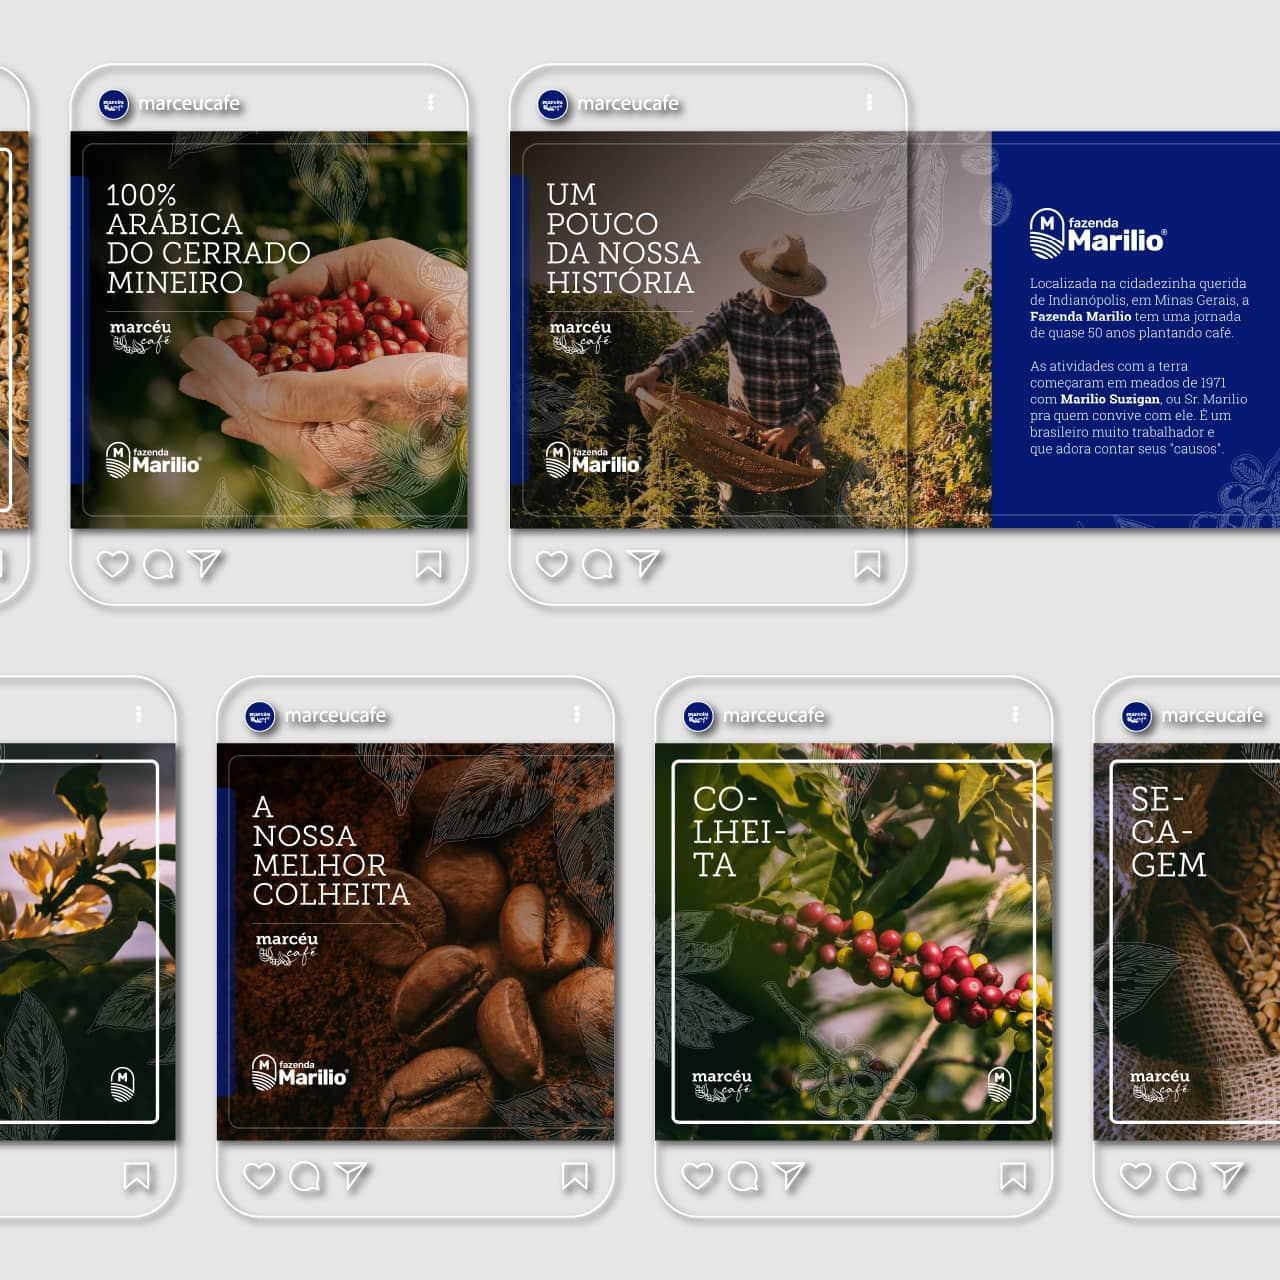 marceucafe
100%
ARÁBICA
DO CERRADO
MINEIRO
marcéu
café
M
fazenda
Marilio®
marceucafe
UM
POUCO
DA NOSSA
HISTÓRIA
marcéu
café
M
fazenda
Marilio®
M
fazenda
Marilio®
Localizada na cidadezinha querida
de Indianópolis, em Minas Gerais, a
Fazenda Marilio tem uma jornada
de quase 50 anos plantando café.
As atividades com a terra
começaram em meados de 1971
com Marilio Suzigan, ou Sr. Marilio
pra quem convive com ele. É um
brasileiro muito trabalhador e
que adora contar seus "causos".
M
marceucafe
A
NOSSA
MELHOR
COLHEITA
marcéu
café
M
fazenda
Marilio®
marceucafe
CO-
LHEI-
TA
marcéu
café
M
marceucafe
SE-
CA-
GEM
marcéu
café